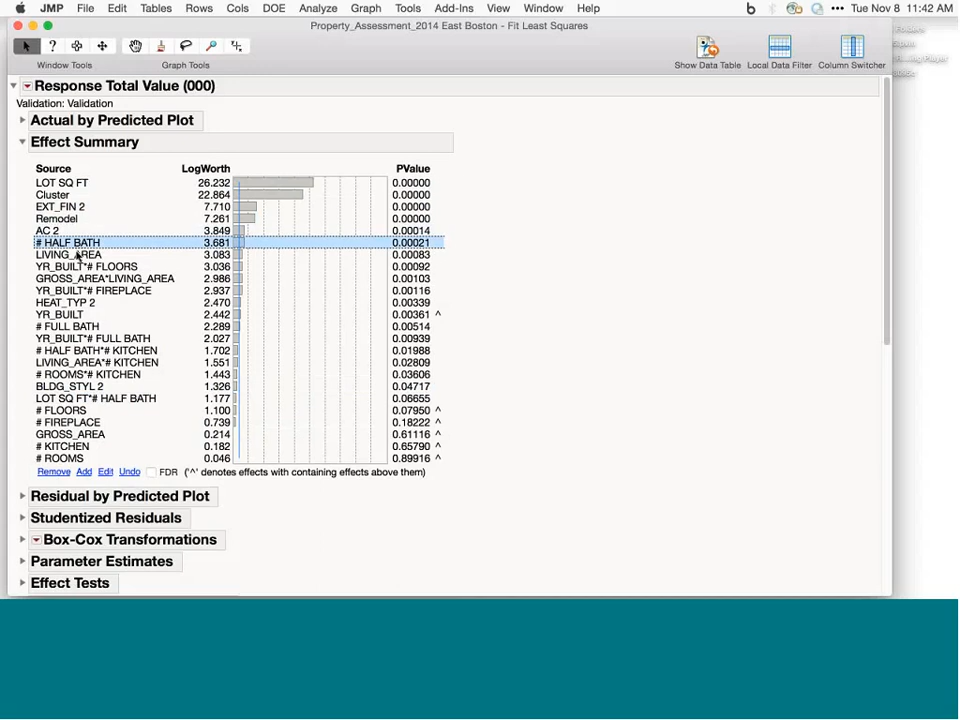 JMP File Edit Tables Rows Cols DOE Analyze Graph Tools Add-Ins View Window Help Tue Nov 8 11:42 AM
Property_Assessment_2014 East Boston - Fit Least Squares
Window Tools Graph Tools Show Data Table Local Data Filter Column Switcher
Response Total Value (000)
Validation: Validation
Actual by Predicted Plot
Effect Summary
Source LogWorth PValue
LOT SQ FT 26.232 0.00000
Cluster 22.864 0.00000
EXT_FIN 2 7.710 0.00000
Remodel 7.261 0.00000
AC 2 3.849 0.00014
# HALF BATH 3.681 0.00021
LIVING_AREA 3.083 0.00083
YR_BUILT*# FLOORS 3.036 0.00092
GROSS_AREA*LIVING_AREA 2.986 0.00103
YR_BUILT*# FIREPLACE 2.937 0.00116
HEAT_TYP 2 2.470 0.00339
YR_BUILT 2.442 0.00361 ^
# FULL BATH 2.289 0.00514
YR_BUILT*# FULL BATH 2.027 0.00939
# HALF BATH*# KITCHEN 1.702 0.01988
LIVING_AREA*# KITCHEN 1.551 0.02809
# ROOMS*# KITCHEN 1.443 0.03606
BLDG_STYL 2 1.326 0.04717
LOT SQ FT*# HALF BATH 1.177 0.06655
# FLOORS 1.100 0.07950 ^
# FIREPLACE 0.739 0.18222 ^
GROSS_AREA 0.214 0.61116 ^
# KITCHEN 0.182 0.65790 ^
# ROOMS 0.046 0.89916 ^
Remove Add Edit Undo FDR ('^' denotes effects with containing effects above them)
Residual by Predicted Plot
Studentized Residuals
Box-Cox Transformations
Parameter Estimates
Effect Tests